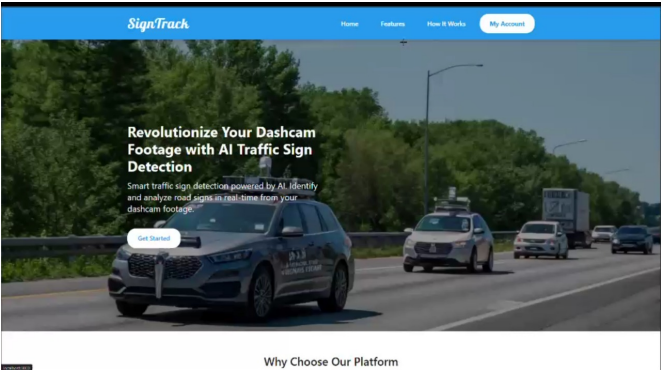 SignTrack
Home Features How It Works My Account
Revolutionize Your Dashcam
Footage with AI Traffic Sign
Detection
Smart traffic sign detection powered by AI. Identify
and analyze road signs in real-time from your
dashcam footage.
Get Started
Why Choose Our Platform